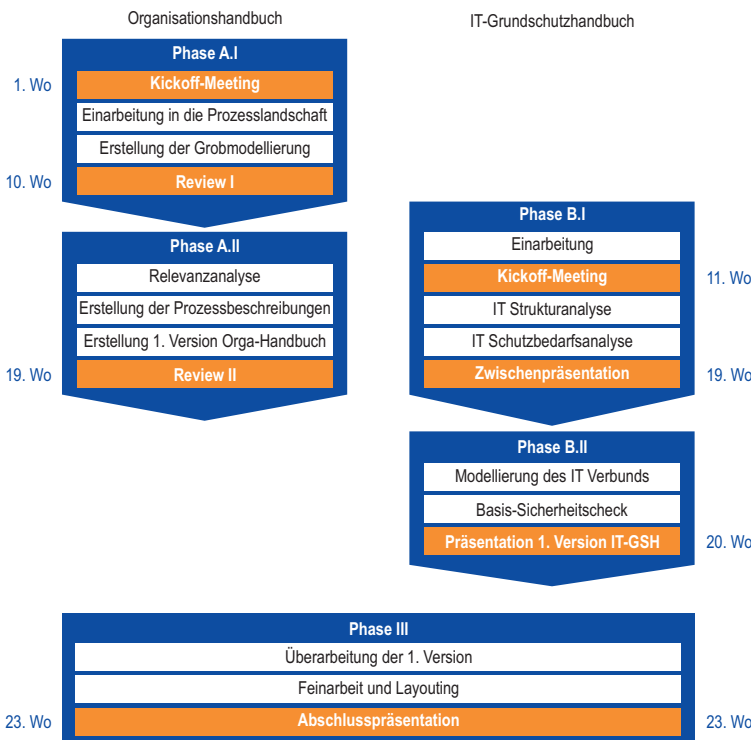 Organisationshandbuch
Phase A.I
1. Wo
Kickoff-Meeting
Einarbeitung in die Prozesslandschaft
Erstellung der Grobmodellierung
10. Wo
Review I
Phase A.II
Relevanzanalyse
Erstellung der Prozessbeschreibungen
Erstellung 1. Version Orga-Handbuch
19. Wo
Review II
IT-Grundschutzhandbuch
Phase B.I
Einarbeitung
Kickoff-Meeting
11. Wo
IT Strukturanalyse
IT Schutzbedarfsanalyse
Zwischenpräsentation
19. Wo
Phase B.II
Modellierung des IT Verbunds
Basis-Sicherheitscheck
Präsentation 1. Version IT-GSH
20. Wo
Phase III
Überarbeitung der 1. Version
Feinarbeit und Layouting
23. Wo
Abschlusspräsentation
23. Wo